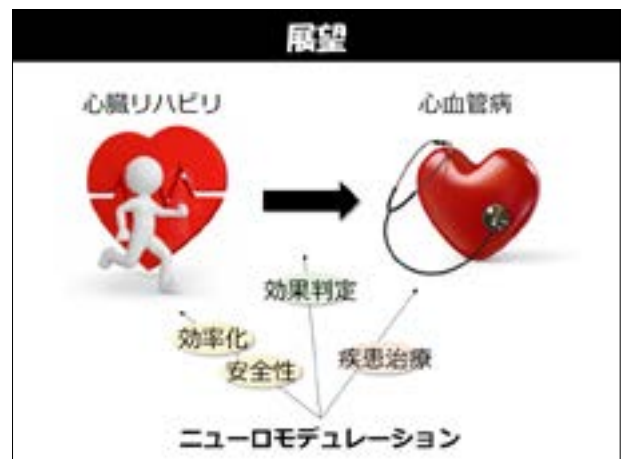 展望
心臓リハビリ
心血管病
効果判定
効率化
安全性
疾患治療
ニューロモデュレーション